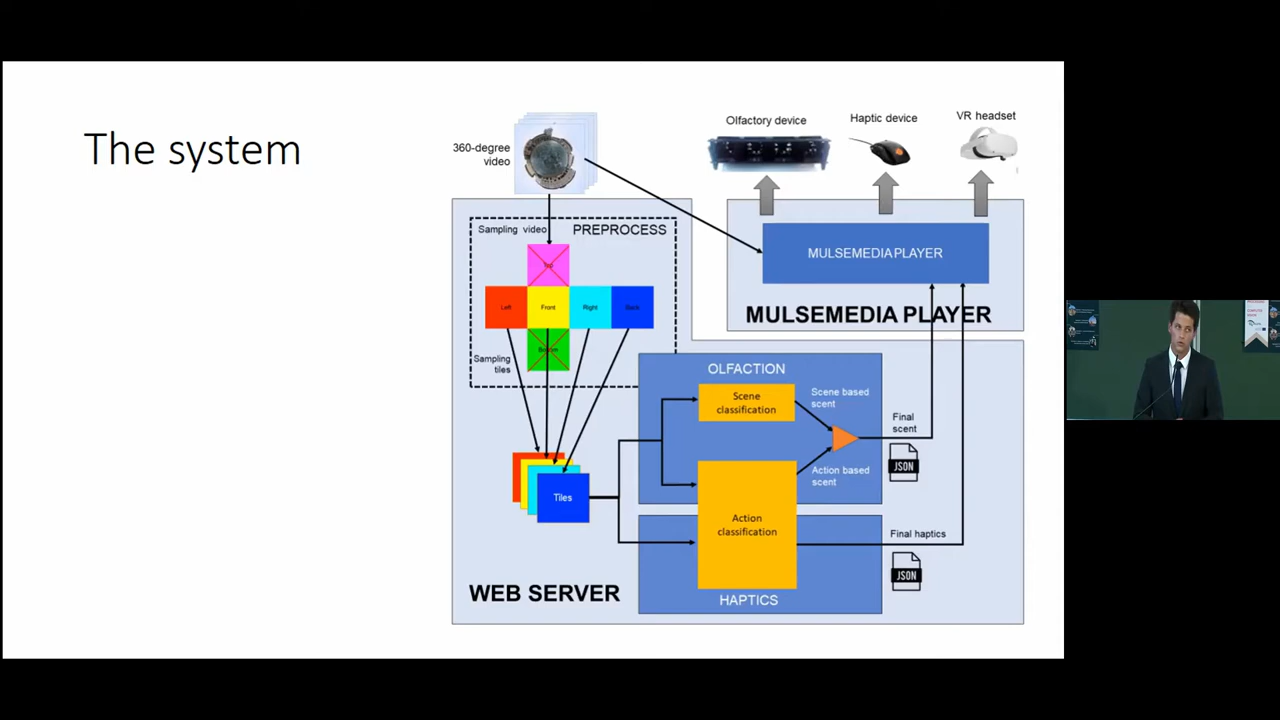 The system
360-degree
video
Olfactory device
Haptic device
VR headset
Sampling video
PREPROCESS
Top
Left
Front
Right
Back
Bottom
Sampling
tiles
Tiles
WEB SERVER
MULSEMEDIA PLAYER
MULSEMEDIA PLAYER
OLFACTION
Scene
classification
Scene based
scent
Action based
scent
Final
scent
JSON
Action
classification
Final haptics
JSON
HAPTICS